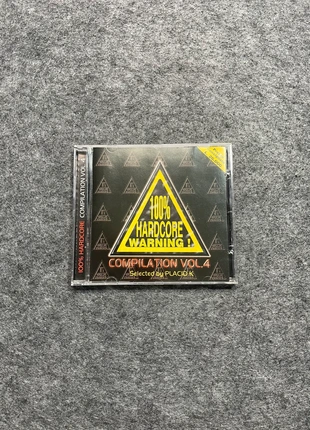 100% HARDCORE COMPILATION VOL.4
100%
HARDCORE
WARNING !
COMPILATION VOL.4
Selected by PLACID K